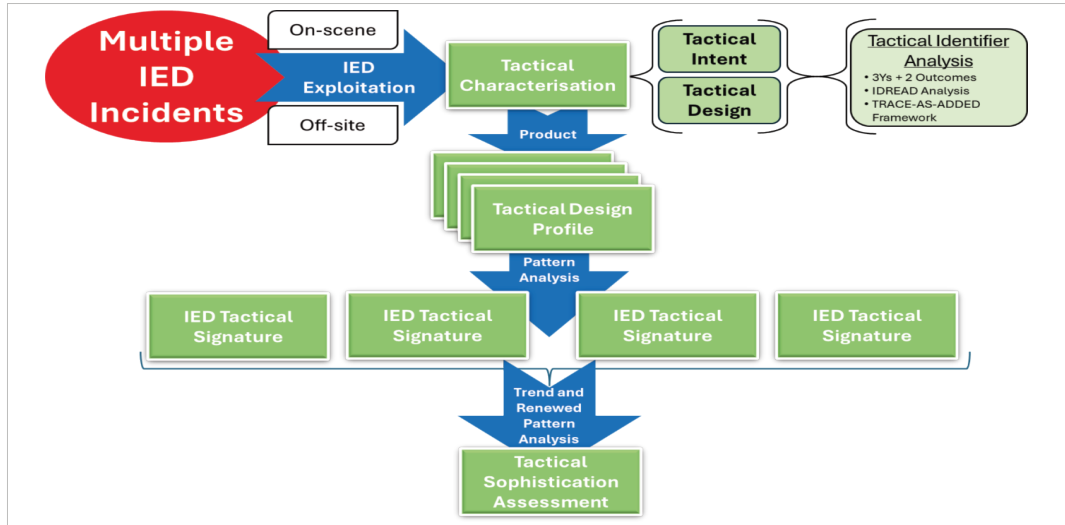 Multiple
IED
Incidents
On-scene
IED
Exploitation
Off-site
Tactical
Characterisation
Tactical
Intent
Tactical
Design
Tactical Identifier
Analysis
• 3Ys + 2 Outcomes
• IDREAD Analysis
• TRACE-AS-ADDED
Framework
Product
Tactical Design
Profile
Pattern
Analysis
IED Tactical
Signature
IED Tactical
Signature
IED Tactical
Signature
IED Tactical
Signature
Trend and
Renewed
Pattern
Analysis
Tactical
Sophistication
Assessment